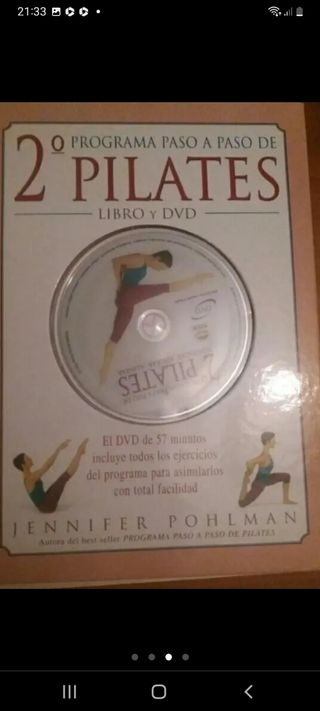 21:33
2º PROGRAMA PASO A PASO DE
PILATES
LIBRO Y DVD
DVD
2º PILATES
El DVD de 57 minutos
incluye todos los ejercicios
del programa para asimilarlos
con total facilidad
JENNIFER POHLMAN
Autora del best seller PROGRAMA PASO A PASO DE PILATES